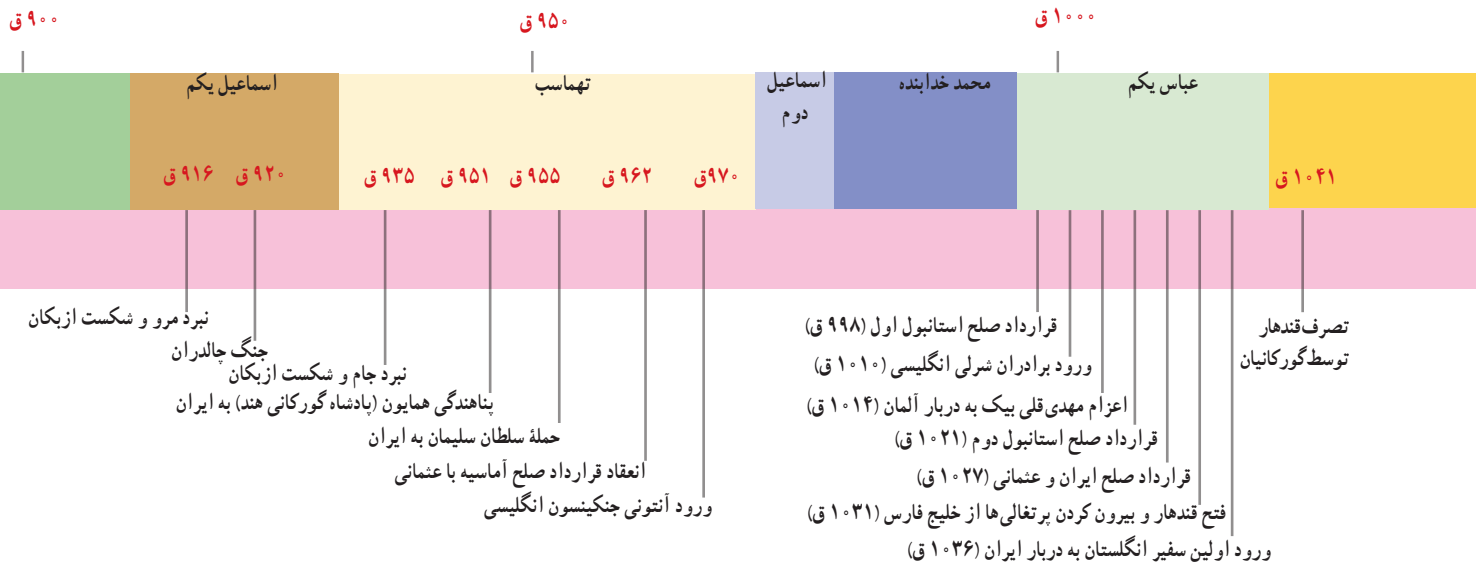 ۹۰۰ ق
۹۵۰ ق
۱۰۰۰ ق
اسماعیل یکم
تهماسب
اسماعیل
دوم
محمد خدابنده
عباس یکم
۹۱۶ ق
۹۲۰ ق
۹۳۵ ق
۹۵۱ ق
۹۵۵ ق
۹۶۲ ق
۹۷۰ق
۱۰۴۱ ق
نبرد مرو و شکست ازبکان
جنگ چالدران
نبرد جام و شکست ازبکان
پناهندگی همایون (پادشاه گورکانی هند) به ایران
حملۀ سلطان سلیمان به ایران
انعقاد قرارداد صلح آماسیه با عثمانی
ورود آنتونی جنکینسون انگلیسی
قرارداد صلح استانبول اول (۹۹۸ ق)
ورود برادران شرلی انگلیسی (۱۰۱۰ ق)
اعزام مهدی‌قلی بیک به دربار آلمان (۱۰۱۴ ق)
قرارداد صلح استانبول دوم (۱۰۲۱ ق)
قرارداد صلح ایران و عثمانی (۱۰۲۷ ق)
فتح قندهار و بیرون کردن پرتغالی‌ها از خلیج فارس (۱۰۳۱ ق)
ورود اولین سفیر انگلستان به دربار ایران (۱۰۳۶ ق)
تصرف قندهار
توسط گورکانیان